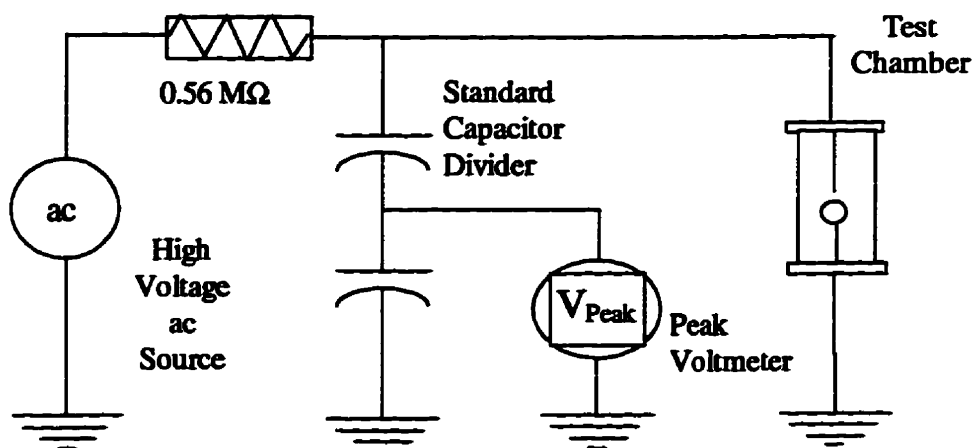 Test
Chamber
0.56 MΩ
Standard
Capacitor
Divider
ac
High
Voltage
ac
Source
VPeak
Peak
Voltmeter